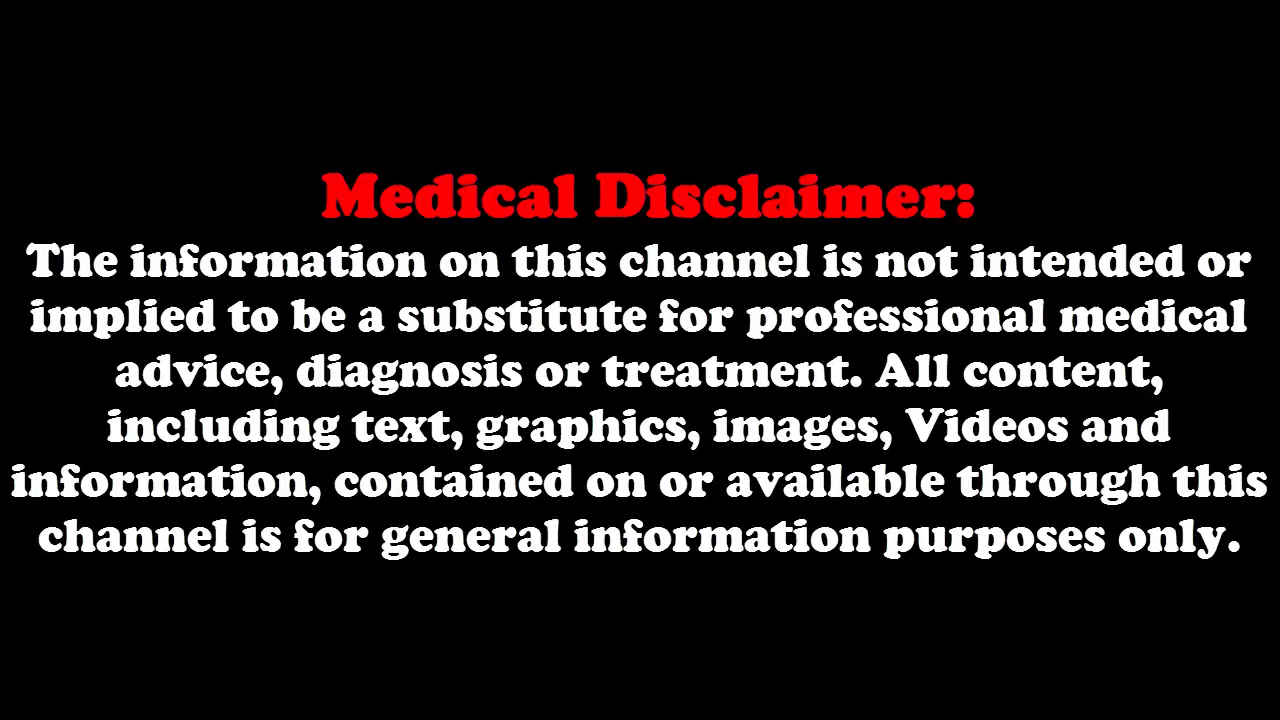 Medical Disclaimer:
The information on this channel is not intended or
implied to be a substitute for professional medical
advice, diagnosis or treatment. All content,
including text, graphics, images, Videos and
information, contained on or available through this
channel is for general information purposes only.